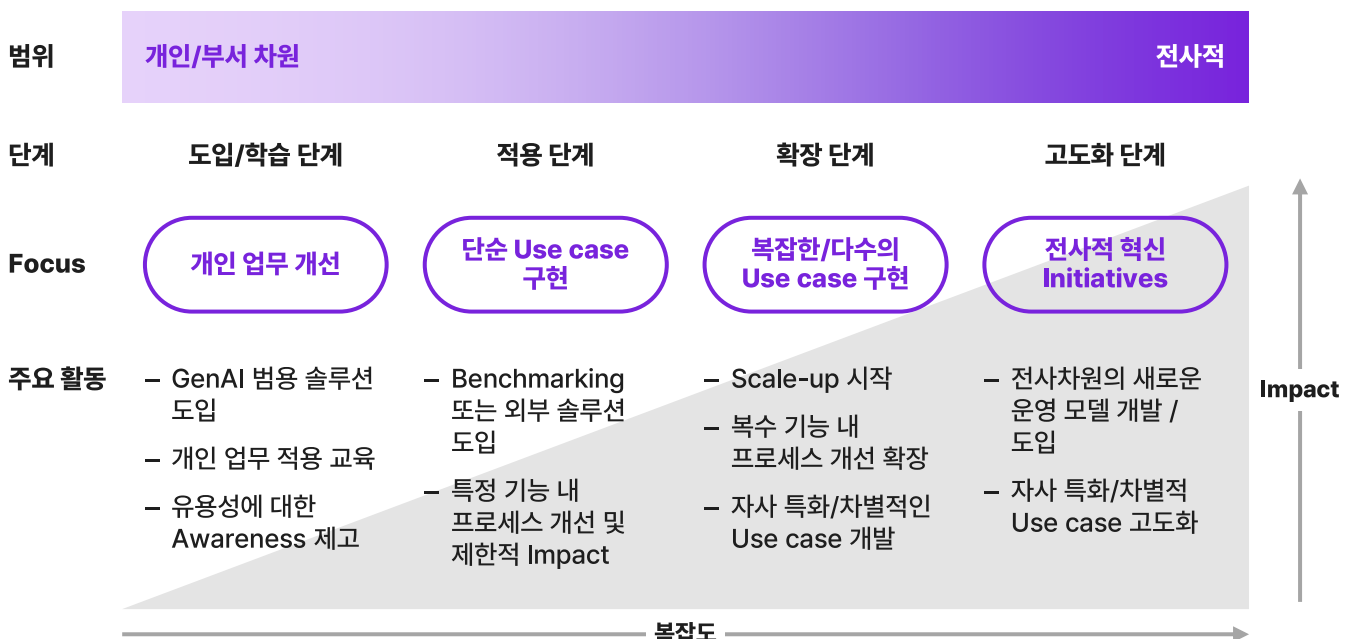 범위
개인/부서 차원
전사적
단계
도입/학습 단계
적용 단계
확장 단계
고도화 단계
Focus
개인 업무 개선
단순 Use case
구현
복잡한/다수의
Use case 구현
전사적 혁신
Initiatives
주요 활동
– GenAI 범용 솔루션
도입
– 개인 업무 적용 교육
– 유용성에 대한
Awareness 제고
– Benchmarking
또는 외부 솔루션
도입
– 특정 기능 내
프로세스 개선 및
제한적 Impact
– Scale-up 시작
– 복수 기능 내
프로세스 개선 확장
– 자사 특화/차별적인
Use case 개발
– 전사차원의 새로운
운영 모델 개발 /
도입
– 자사 특화/차별적
Use case 고도화
Impact
복잡도